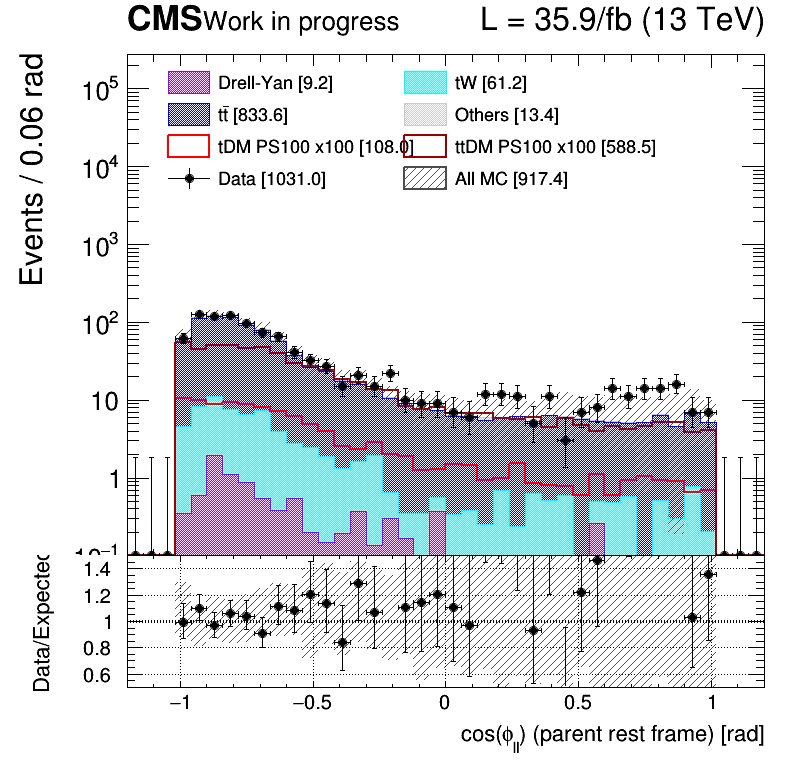 CMS Work in progress L = 35.9/fb (13 TeV)
Events / 0.06 rad
Drell-Yan [9.2] tW [61.2]
tt̄ [833.6] Others [13.4]
tDM PS100 x100 [108.0] ttDM PS100 x100 [588.5]
Data [1031.0] All MC [917.4]
10⁵
10⁴
10³
10²
10
1
10⁻¹
Data/Expected
1.4
1.2
1
0.8
0.6
−1 −0.5 0 0.5 1
cos(ϕ_ll) (parent rest frame) [rad]